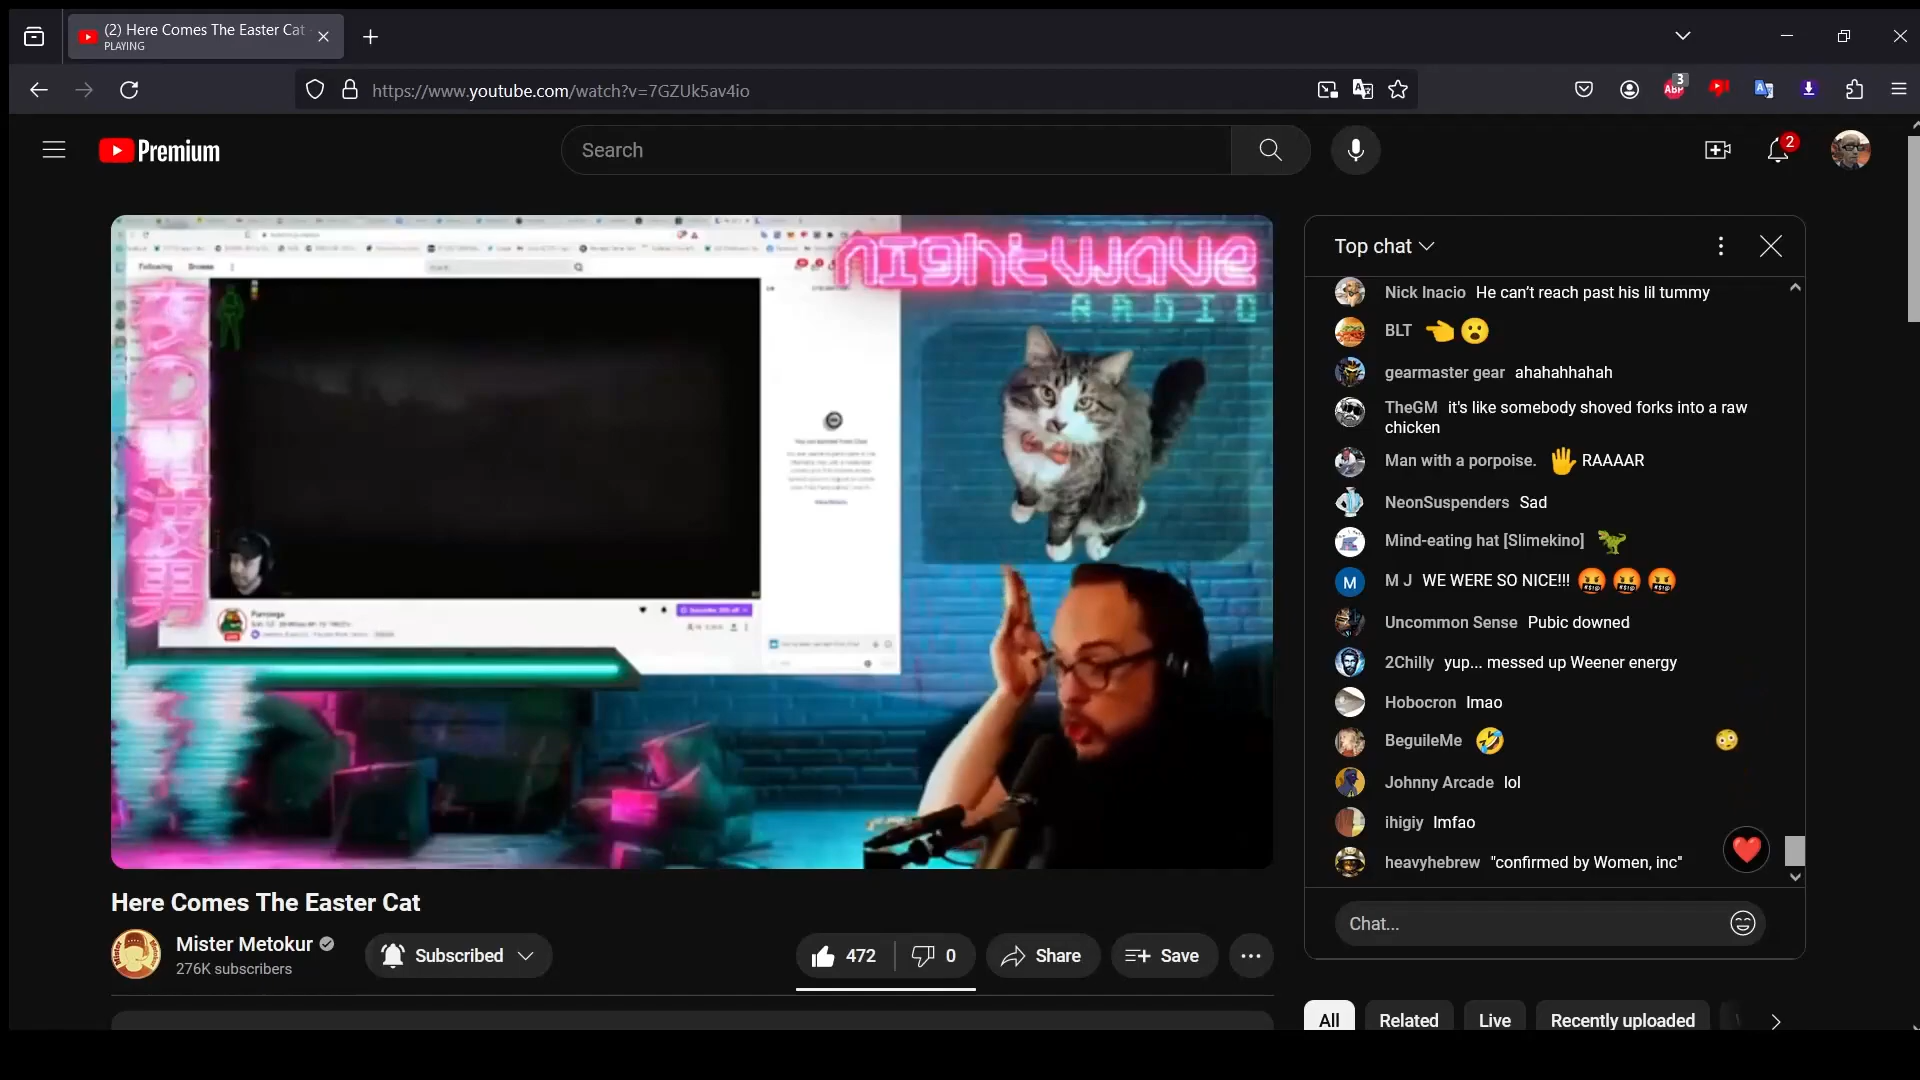 (2) Here Comes The Easter Cat
PLAYING
https://www.youtube.com/watch?v=7GZUk5av4io
3
ABP
Premium
Search
2
Following Browse
NIGHTWAVE
RADIO
Top chat
Nick Inacio He can’t reach past his lil tummy
BLT 👈😮
gearmaster gear ahahahhahah
TheGM it's like somebody shoved forks into a raw
chicken
Man with a porpoise. 🖐 RAAAAR
NeonSuspenders Sad
Mind-eating hat [Slimekino] 🦖
M
M J WE WERE SO NICE!!! 🤬🤬🤬
Uncommon Sense Pubic downed
2Chilly yup... messed up Weener energy
Hobocron lmao
BeguileMe 🤣
Johnny Arcade lol
ihigiy lmfao
heavyhebrew "confirmed by Women, inc"
Chat...
Here Comes The Easter Cat
Mister Metokur
276K subscribers
Subscribed
472
0
Share
Save
All Related Live Recently uploaded